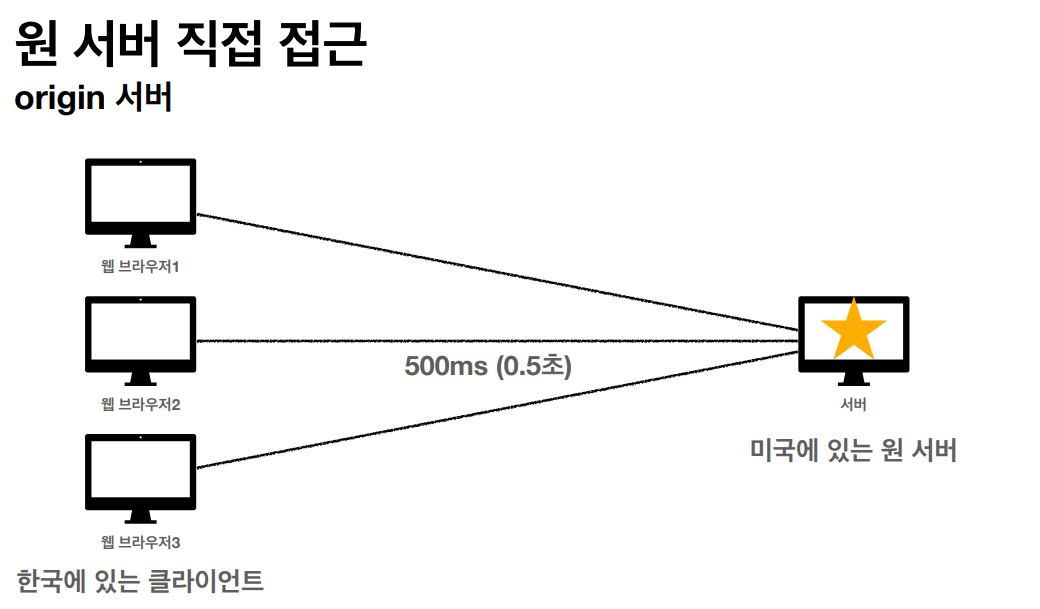 원 서버 직접 접근
origin 서버
웹 브라우저1
웹 브라우저2
500ms (0.5초)
서버
미국에 있는 원 서버
웹 브라우저3
한국에 있는 클라이언트